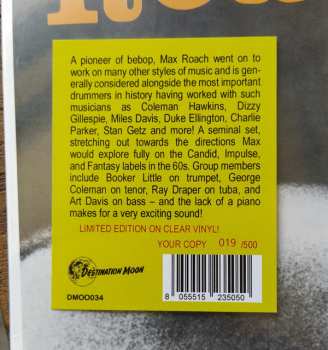 A pioneer of bebop, Max Roach went on to
work on many other styles of music and is gen-
erally considered alongside the most important
drummers in history having worked with such
musicians as Coleman Hawkins, Dizzy
Gillespie, Miles Davis, Duke Ellington, Charlie
Parker, Stan Getz and more! A seminal set,
stretching out towards the directions Max
would explore fully on the Candid, Impulse,
and Fantasy labels in the 60s. Group members
include Booker Little on trumpet, George
Coleman on tenor, Ray Draper on tuba, and
Art Davis on bass – and the lack of a piano
makes for a very exciting sound!
LIMITED EDITION ON CLEAR VINYL!
YOUR COPY 019 /500
DESTINATION MOON
DMOO034
8 055515 235050